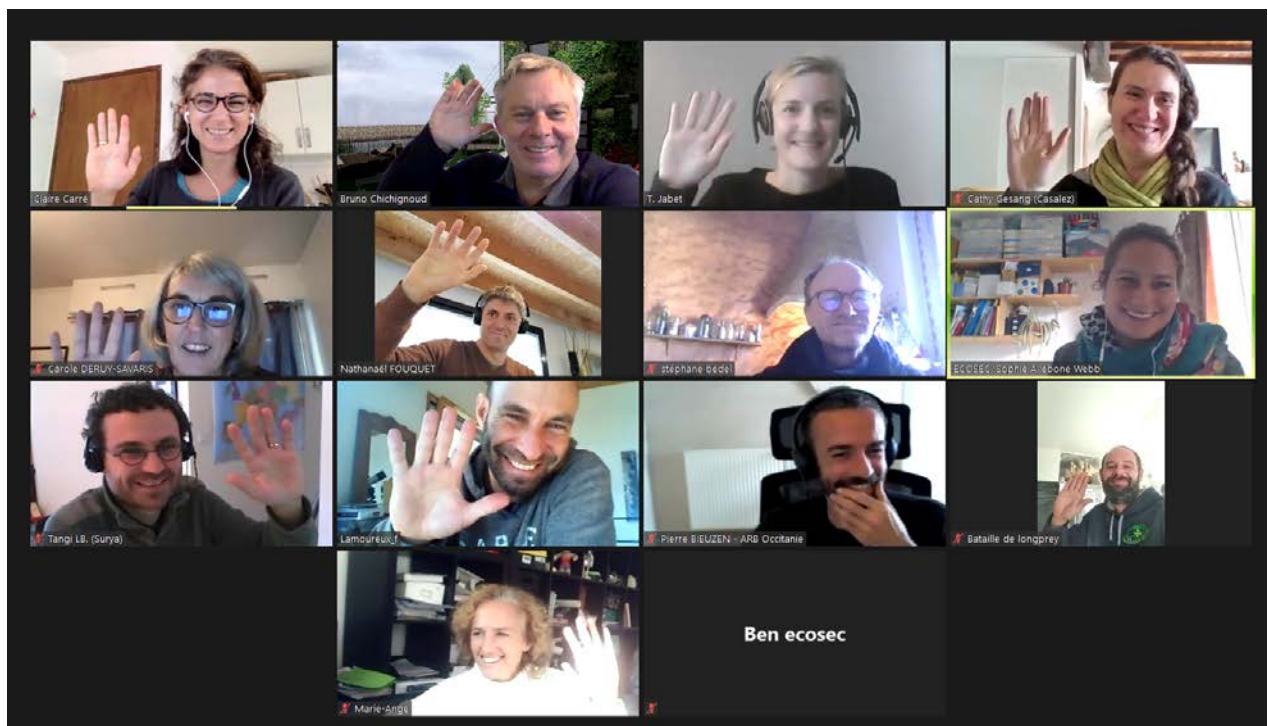 Claire Carré
Bruno Chichignoud
T. Jabet
Cathy Gesang (Casalez)
Carole DERUY-SAVARIS
Nathanaël FOUQUET
stéphane bedel
ECOSEC, Sophie A ebone Webb
Tangi LB. (Surya)
Lamoureux_f
Pierre BIEUZEN - ARB Occitanie
Bataille de longprey
Marie-Ange
Ben ecosec